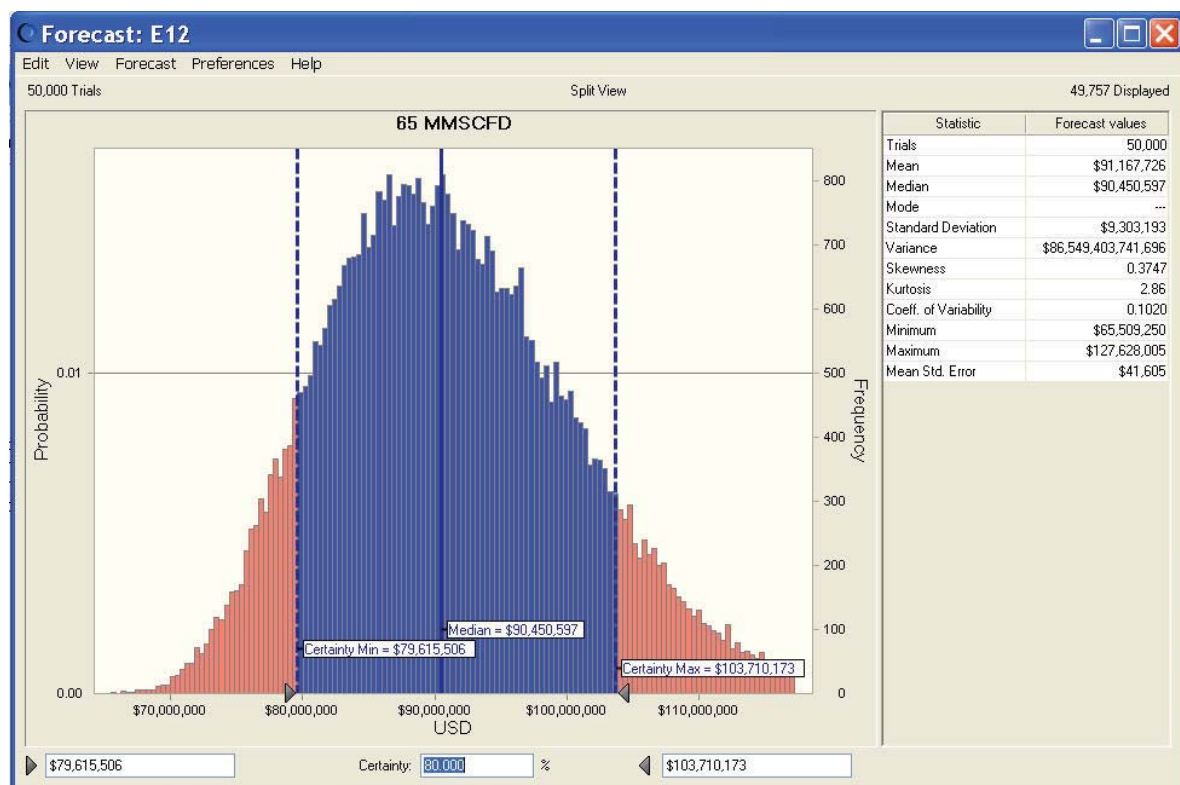 Forecast: E12
Edit View Forecast Preferences Help
50,000 Trials Split View 49,757 Displayed
65 MMSCFD
Probability
0.01
0.00
800
700
600
500
400
300
200
100
0
Frequency
Median = $90,450,597
Certainty Min = $79,615,506
Certainty Max = $103,710,173
$70,000,000 $80,000,000 $90,000,000 $100,000,000 $110,000,000
USD
Statistic Forecast values
Trials 50,000
Mean $91,167,726
Median $90,450,597
Mode ---
Standard Deviation $9,303,193
Variance $86,549,403,741,696
Skewness 0.3747
Kurtosis 2.86
Coeff. of Variability 0.1020
Minimum $65,509,250
Maximum $127,628,005
Mean Std. Error $41,605
$79,615,506 Certainty: 80.000 % $103,710,173